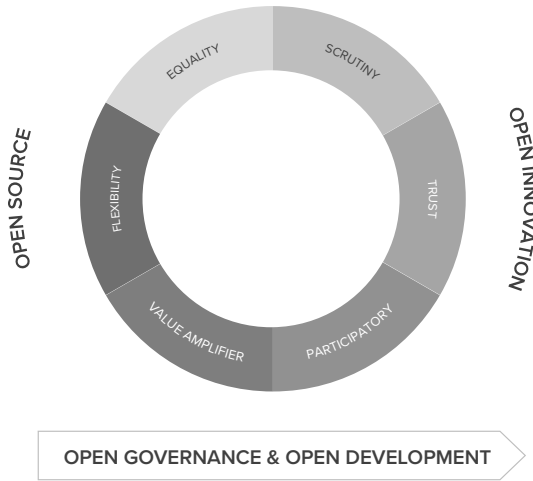 EQUALITY
SCRUTINY
OPEN SOURCE
OPEN INNOVATION
FLEXIBILITY
TRUST
VALUE AMPLIFIER
PARTICIPATORY
OPEN GOVERNANCE & OPEN DEVELOPMENT